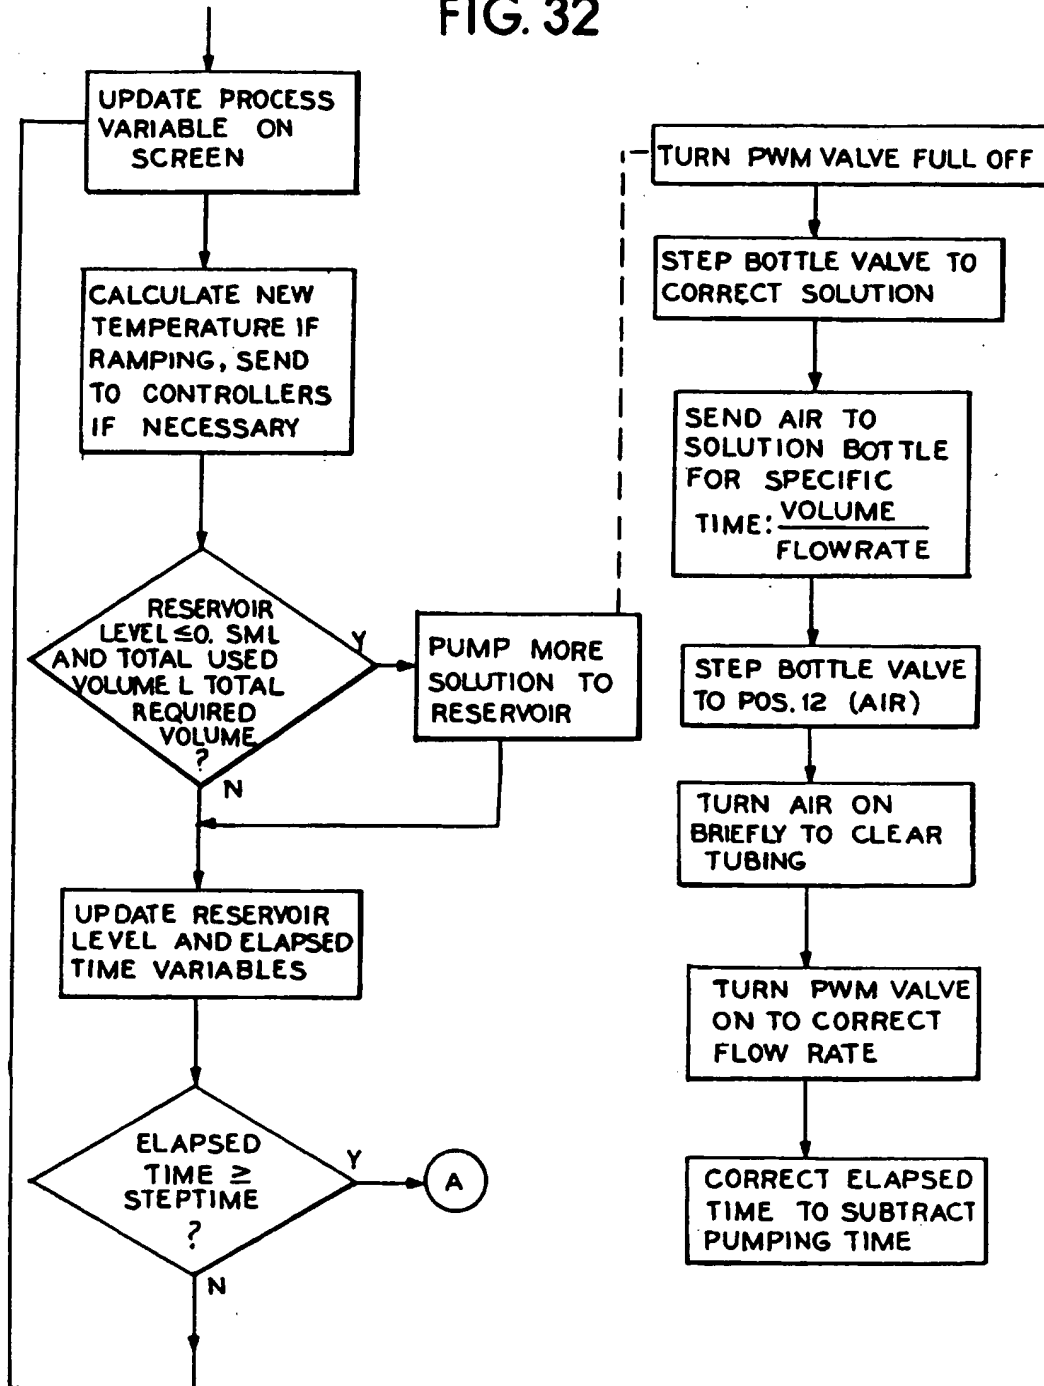 FIG. 32
UPDATE PROCESS
VARIABLE ON
SCREEN
CALCULATE NEW
TEMPERATURE IF
RAMPING, SEND
TO CONTROLLERS
IF NECESSARY
RESERVOIR
LEVEL ≤0. SML
AND TOTAL USED
VOLUME L TOTAL
REQUIRED
VOLUME
?
Y
N
PUMP MORE
SOLUTION TO
RESERVOIR
UPDATE RESERVOIR
LEVEL AND ELAPSED
TIME VARIABLES
ELAPSED
TIME ≥
STEPTIME
?
Y
A
N
TURN PWM VALVE FULL OFF
STEP BOTTLE VALVE TO
CORRECT SOLUTION
SEND AIR TO
SOLUTION BOTTLE
FOR SPECIFIC
TIME: VOLUME
FLOWRATE
STEP BOTTLE VALVE
TO POS. 12 (AIR)
TURN AIR ON
BRIEFLY TO CLEAR
TUBING
TURN PWM VALVE
ON TO CORRECT
FLOW RATE
CORRECT ELAPSED
TIME TO SUBTRACT
PUMPING TIME